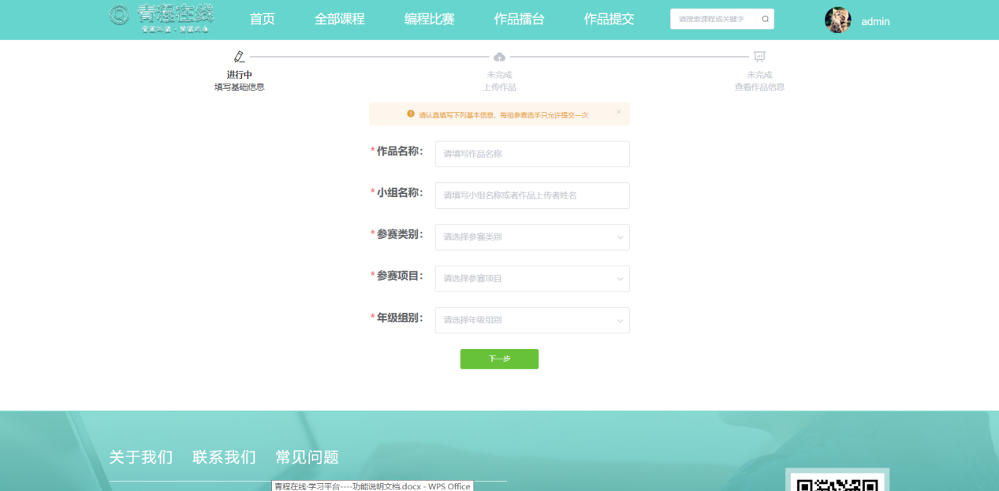 青程在线
首页 全部课程 编程比赛 作品擂台 作品提交 请搜索课程或关键字 admin
进行中 未完成 未完成
填写基础信息 上传作品 查看作品信息
请认真填写下列基本信息，每组参赛选手只允许提交一次
*作品名称： 请填写作品名称
*小组名称： 请填写小组名称或者作品上传者姓名
*参赛类别： 请选择参赛类别
*参赛项目： 请选择参赛项目
*年级组别： 请选择年级组别
下一步
关于我们 联系我们 常见问题
青程在线·学习平台----功能说明文档.docx - WPS Office